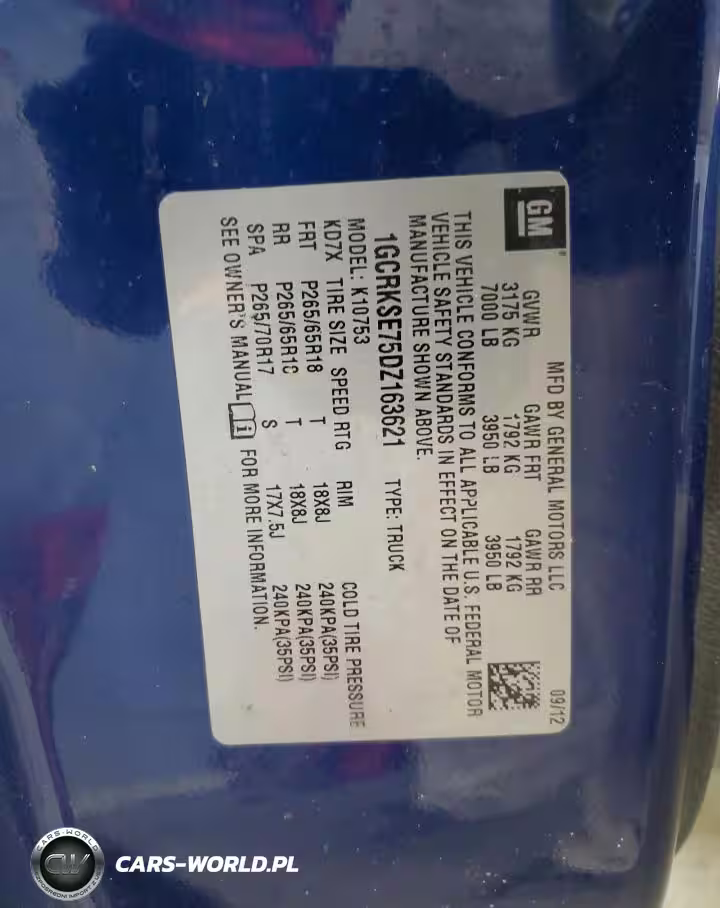 GM
MFD BY GENERAL MOTORS LLC 09/12
GVWR GAWR FRT GAWR RR
3175 KG 1792 KG 1792 KG
7000 LB 3950 LB 3950 LB
THIS VEHICLE CONFORMS TO ALL APPLICABLE U.S. FEDERAL MOTOR
VEHICLE SAFETY STANDARDS IN EFFECT ON THE DATE OF
MANUFACTURE SHOWN ABOVE.
1GCRKSE75DZ163621 TYPE: TRUCK
MODEL: K10753
KD7X TIRE SIZE SPEED RTG RIM COLD TIRE PRESSURE
FRT P265/65R18 T 18X8J 240KPA(35PSI)
RR P265/65R18 T 18X8J 240KPA(35PSI)
SPA P265/70R17 S 17X7.5J 240KPA(35PSI)
SEE OWNER'S MANUAL i FOR MORE INFORMATION.
CARS-WORLD
CW
CARS-WORLD.PL